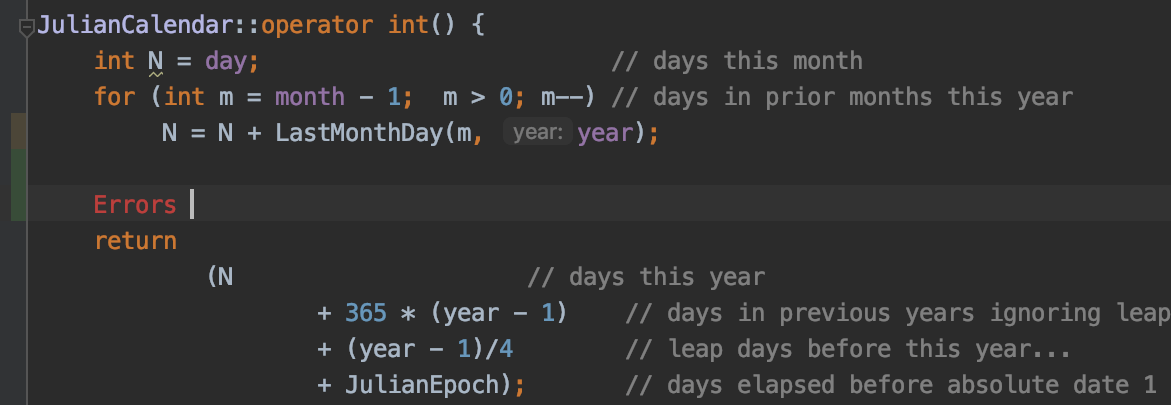 JulianCalendar::operator int() {
int N = day; // days this month
for (int m = month - 1; m > 0; m--) // days in prior months this year
N = N + LastMonthDay(m, year: year);
Errors
return
(N // days this year
+ 365 * (year - 1) // days in previous years ignoring leap
+ (year - 1)/4 // leap days before this year...
+ JulianEpoch); // days elapsed before absolute date 1